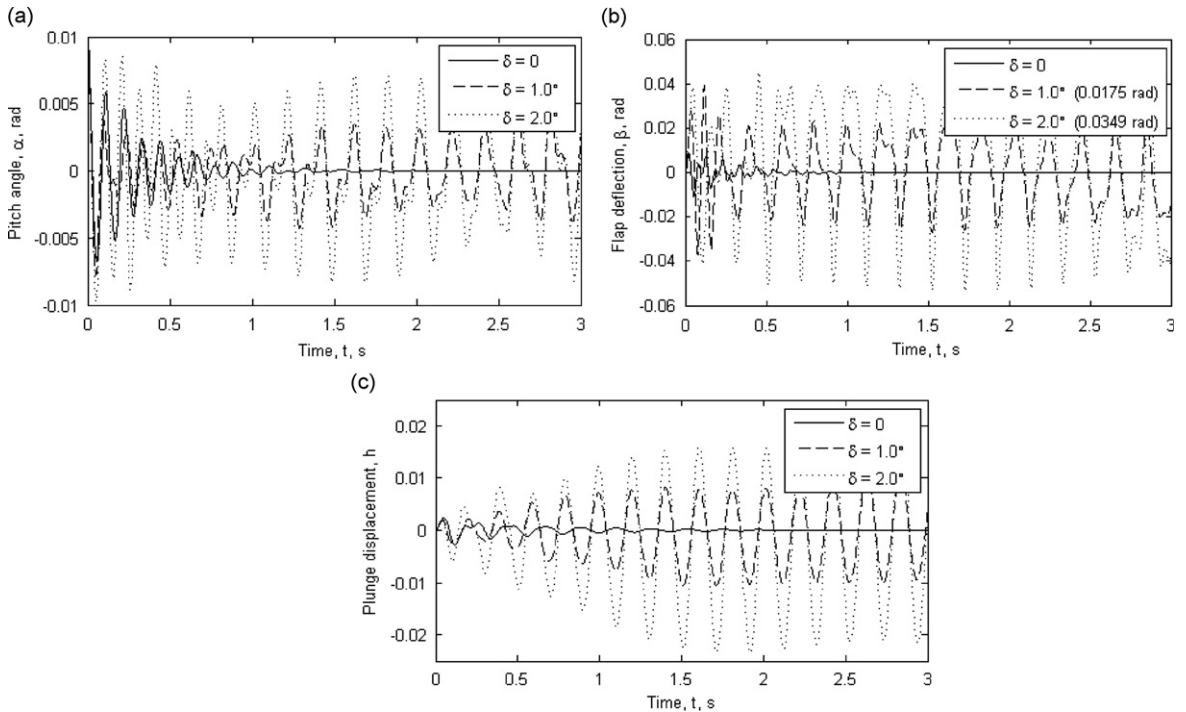 (a)
Pitch angle, α, rad
0.01
0.005
0
-0.005
-0.01
δ = 0
δ = 1.0°
δ = 2.0°
0
0.5
1
1.5
2
2.5
3
Time, t, s
(b)
Flap deflection, β, rad
0.06
0.04
0.02
0
-0.02
-0.04
-0.06
δ = 0
δ = 1.0° (0.0175 rad)
δ = 2.0° (0.0349 rad)
0
0.5
1
1.5
2
2.5
3
Time, t, s
(c)
Plunge displacement, h
0.02
0.01
0
-0.01
-0.02
δ = 0
δ = 1.0°
δ = 2.0°
0
0.5
1
1.5
2
2.5
3
Time, t, s